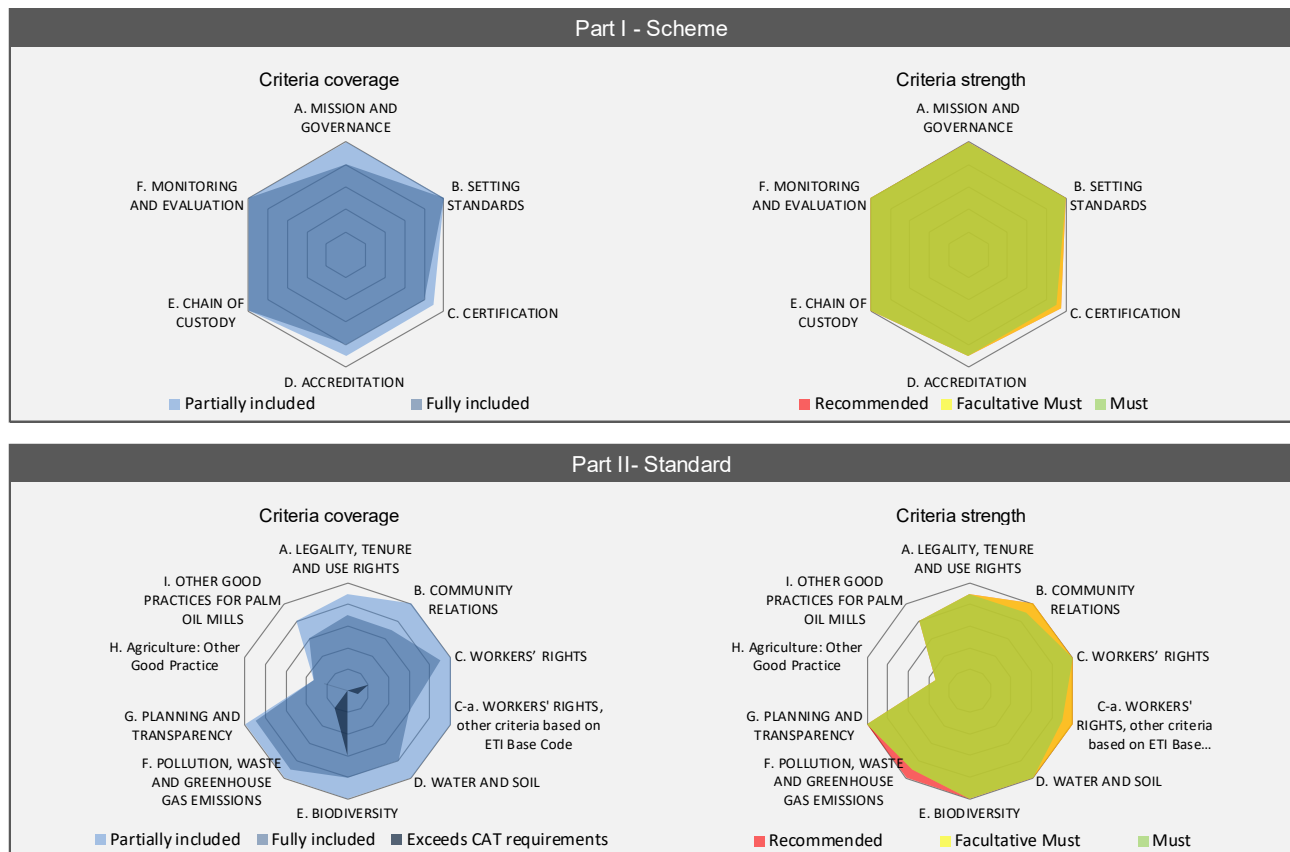 Part I - Scheme
Criteria coverage
A. MISSION AND
GOVERNANCE
F. MONITORING
AND EVALUATION
B. SETTING
STANDARDS
E. CHAIN OF
CUSTODY
C. CERTIFICATION
D. ACCREDITATION
Partially included
Fully included
Criteria strength
A. MISSION AND
GOVERNANCE
F. MONITORING
AND EVALUATION
B. SETTING
STANDARDS
E. CHAIN OF
CUSTODY
C. CERTIFICATION
D. ACCREDITATION
Recommended
Facultative Must
Must
Part II- Standard
Criteria coverage
A. LEGALITY, TENURE
AND USE RIGHTS
I. OTHER GOOD
PRACTICES FOR PALM
OIL MILLS
B. COMMUNITY
RELATIONS
H. Agriculture: Other
Good Practice
C. WORKERS’ RIGHTS
G. PLANNING AND
TRANSPARENCY
C-a. WORKERS' RIGHTS,
other criteria based on
ETI Base Code
F. POLLUTION, WASTE
AND GREENHOUSE
GAS EMISSIONS
D. WATER AND SOIL
E. BIODIVERSITY
Partially included
Fully included
Exceeds CAT requirements
Criteria strength
A. LEGALITY, TENURE
AND USE RIGHTS
I. OTHER GOOD
PRACTICES FOR PALM
OIL MILLS
B. COMMUNITY
RELATIONS
H. Agriculture: Other
Good Practice
C. WORKERS’ RIGHTS
G. PLANNING AND
TRANSPARENCY
C-a. WORKERS'
RIGHTS, other criteria
based on ETI Base…
F. POLLUTION, WASTE
AND GREENHOUSE
GAS EMISSIONS
D. WATER AND SOIL
E. BIODIVERSITY
Recommended
Facultative Must
Must